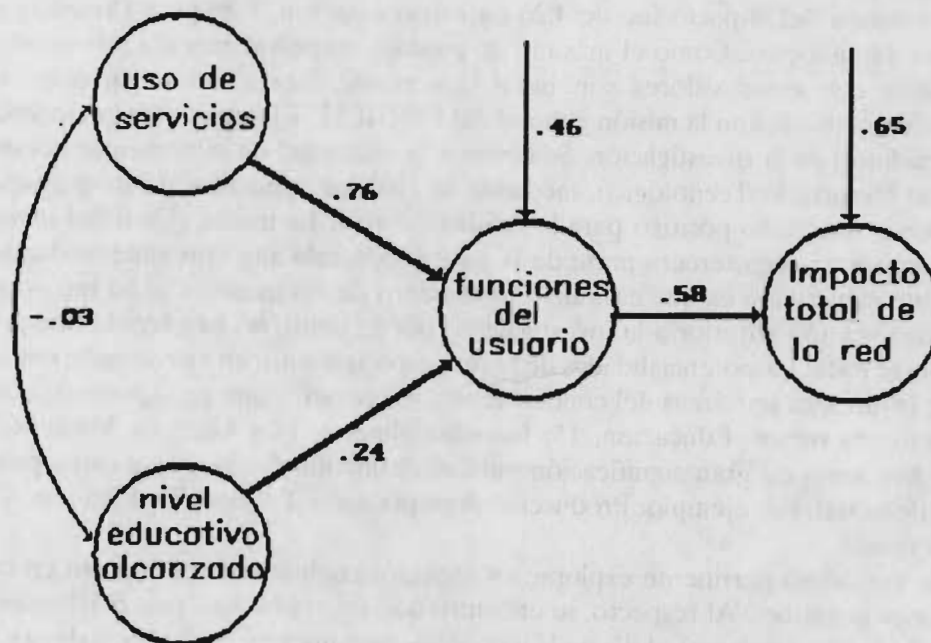 uso de
servicios
.46
.65
.76
-.03
funciones
del
usuario
.58
Impacto
total de
la red
.24
nivel
educativo
alcanzado